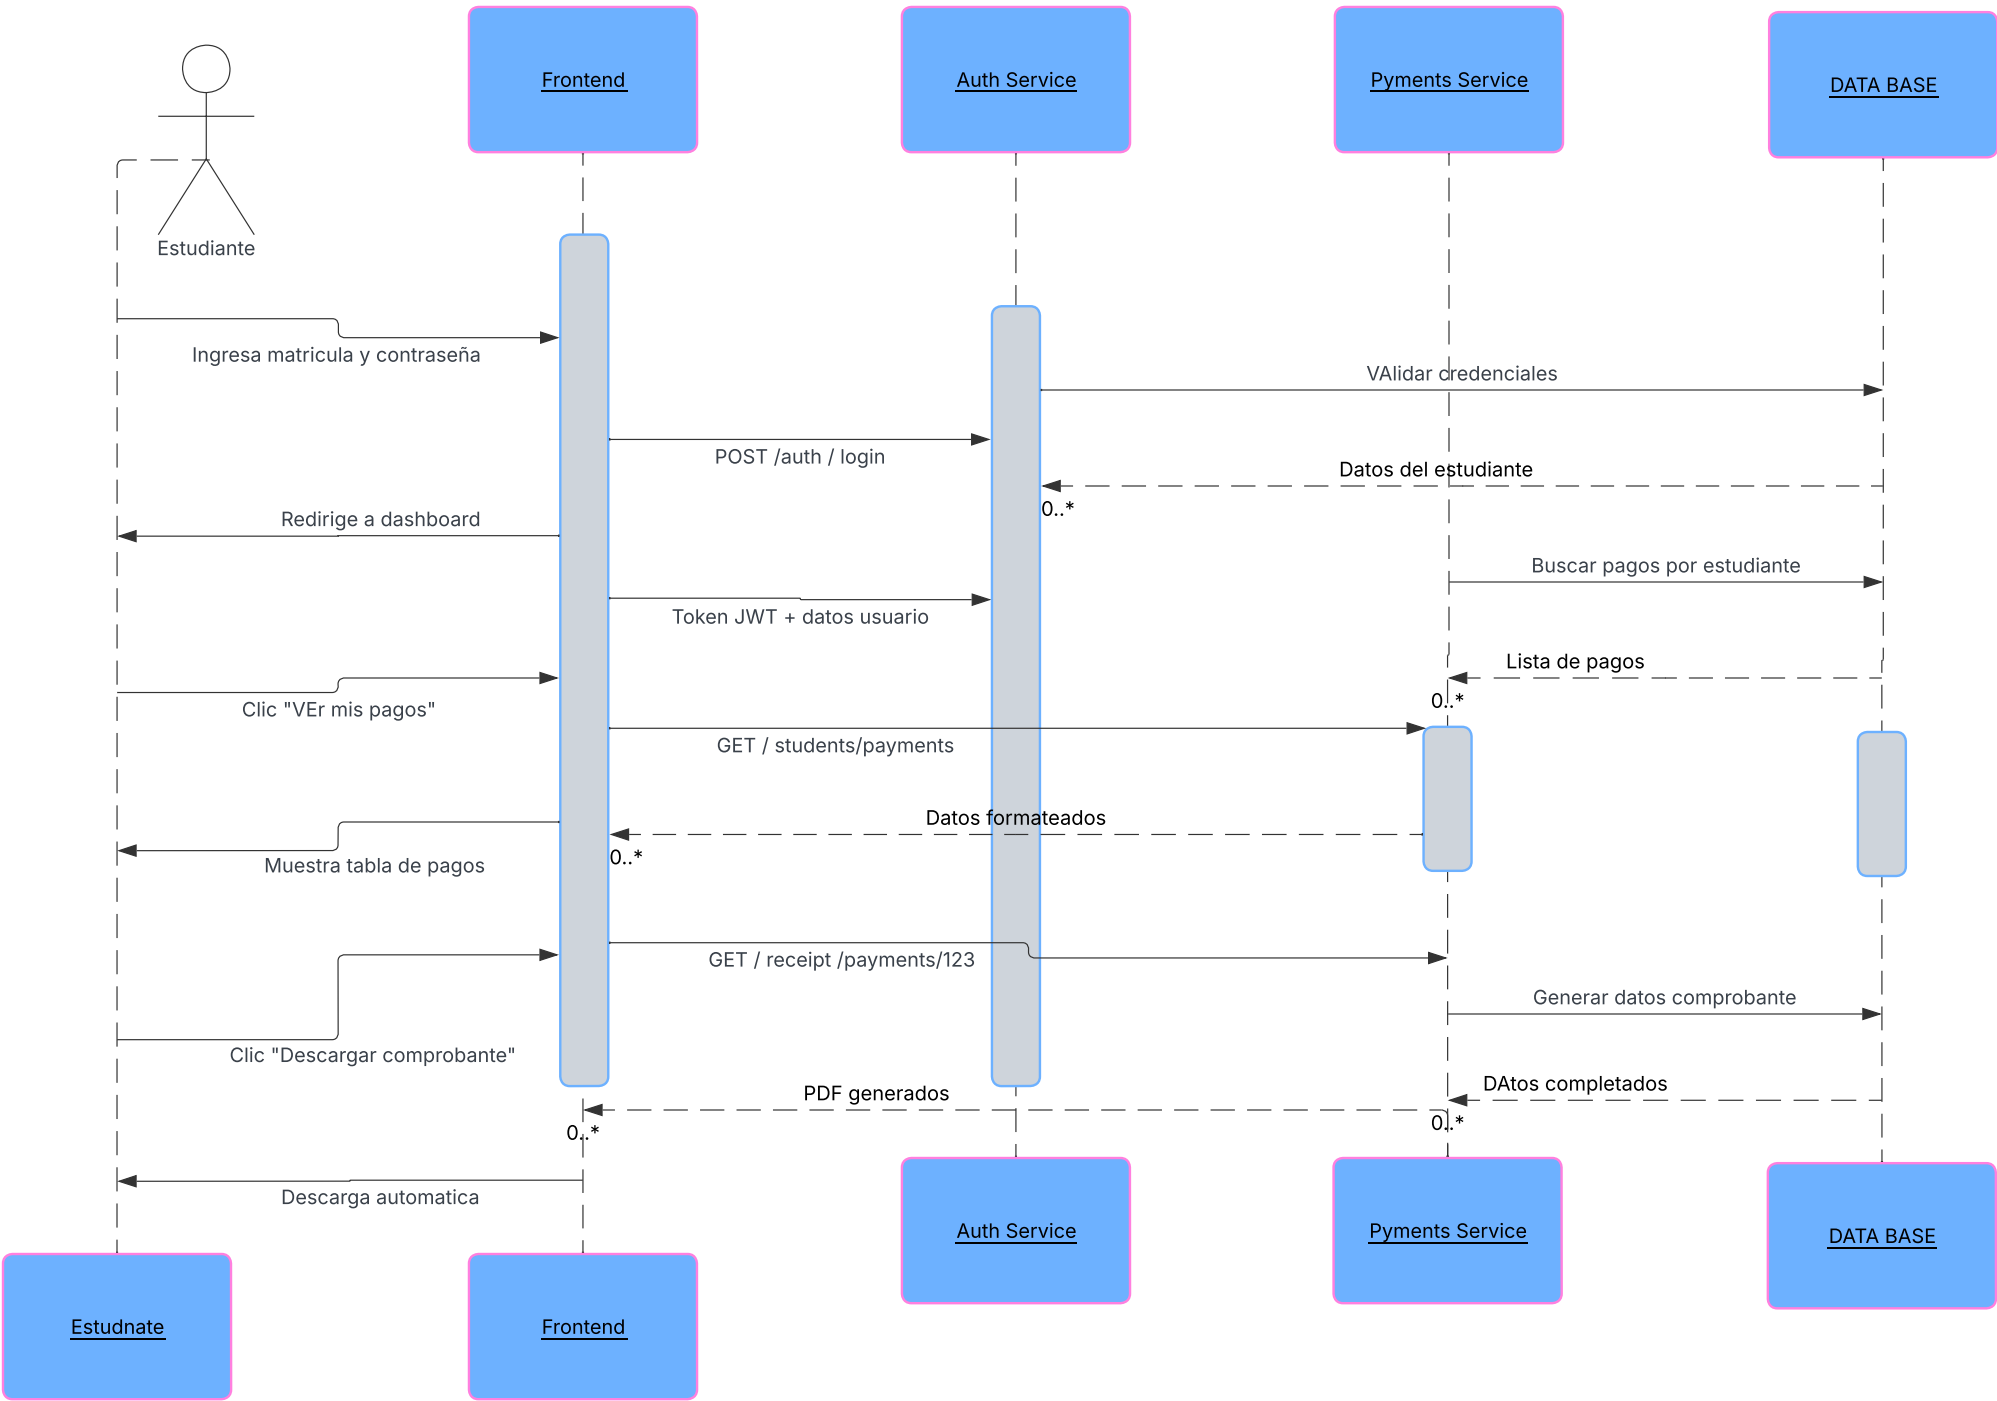 Frontend
Auth Service
Pyments Service
DATA BASE
Estudiante
Ingresa matricula y contraseña
VAlidar credenciales
POST /auth / login
Datos del estudiante
0..*
Redirige a dashboard
Buscar pagos por estudiante
Token JWT + datos usuario
Lista de pagos
0..*
Clic "VEr mis pagos"
GET / students/payments
Datos formateados
0..*
Muestra tabla de pagos
GET / receipt /payments/123
Generar datos comprobante
Clic "Descargar comprobante"
DAtos completados
PDF generados
0..*
0..*
Descarga automatica
Auth Service
Pyments Service
DATA BASE
Estudnate
Frontend